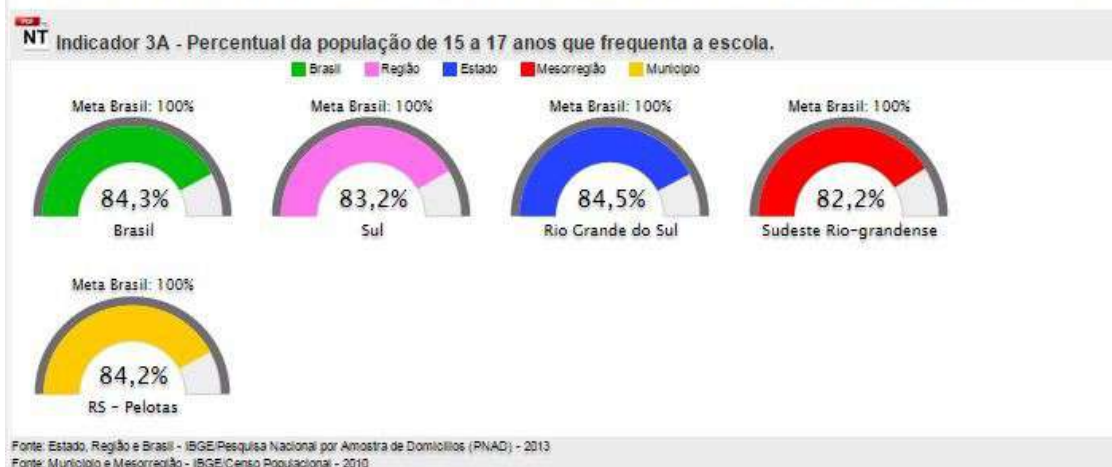 PDF
NT Indicador 3A - Percentual da população de 15 a 17 anos que frequenta a escola.
Brasil Região Estado Mesorregião Município
Meta Brasil: 100% Meta Brasil: 100% Meta Brasil: 100% Meta Brasil: 100%
84,3% 83,2% 84,5% 82,2%
Brasil Sul Rio Grande do Sul Sudeste Rio-grandense
Meta Brasil: 100%
84,2%
RS - Pelotas
Fonte: Estado, Região e Brasil - IBGE/Pesquisa Nacional por Amostra de Domicílios (PNAD) - 2013
Fonte: Município e Mesorregião - IBGE/Censo Populacional - 2010